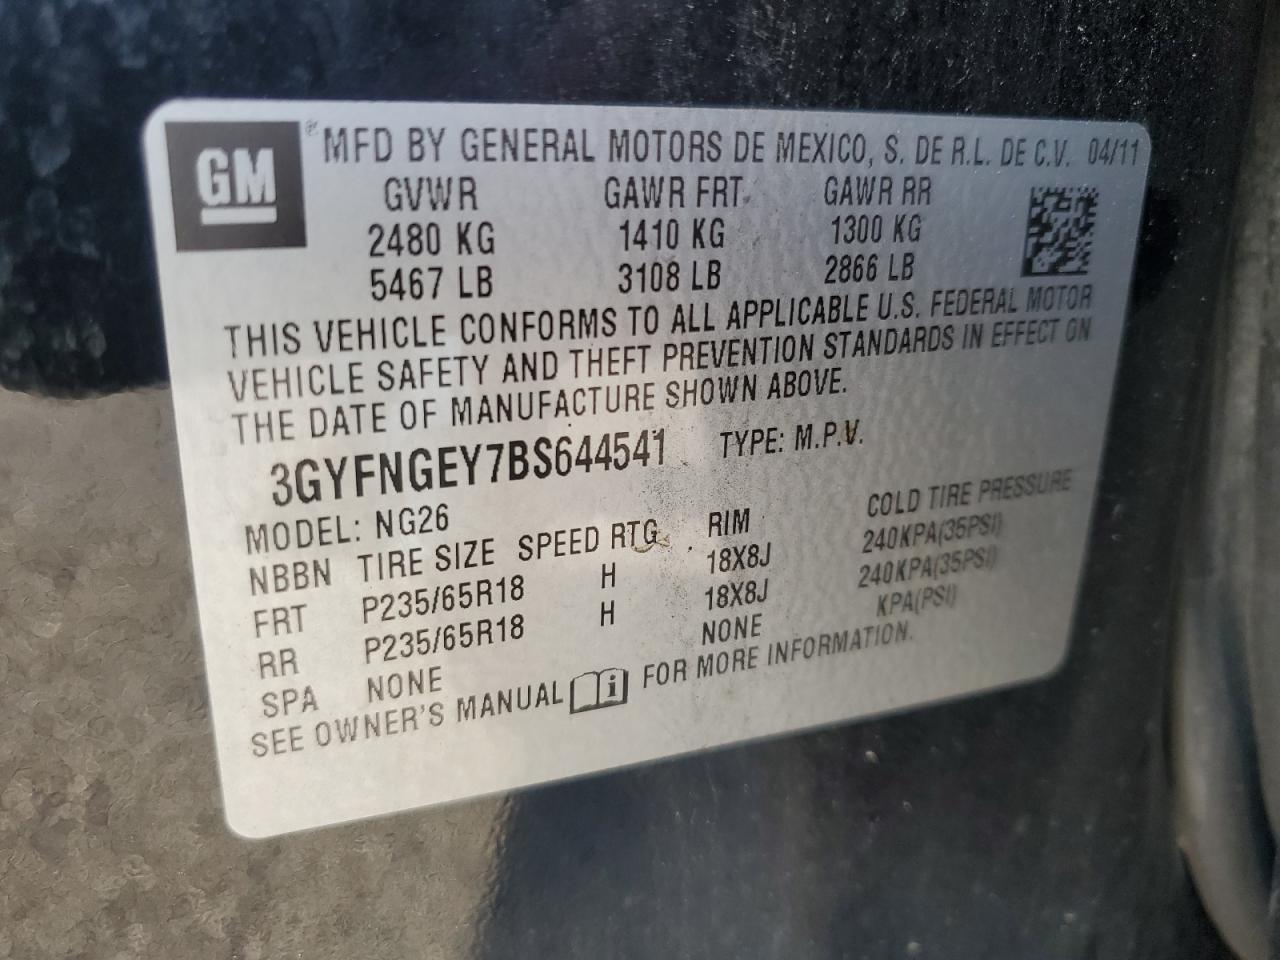 GM ® MFD BY GENERAL MOTORS DE MEXICO, S. DE R.L. DE C.V. 04/11
GVWR GAWR FRT. GAWR RR
2480 KG 1410 KG 1300 KG
5467 LB 3108 LB 2866 LB
THIS VEHICLE CONFORMS TO ALL APPLICABLE U.S. FEDERAL MOTOR
VEHICLE SAFETY AND THEFT PREVENTION STANDARDS IN EFFECT ON
THE DATE OF MANUFACTURE SHOWN ABOVE.
3GYFNGEY7BS644541 TYPE: M.P.V.
MODEL: NG26
NBBN TIRE SIZE SPEED RTG RIM COLD TIRE PRESSURE
FRT P235/65R18 H 18X8J 240KPA(35PSI)
RR P235/65R18 H 18X8J 240KPA(35PSI)
SPA NONE NONE KPA(PSI)
SEE OWNER'S MANUAL i FOR MORE INFORMATION.